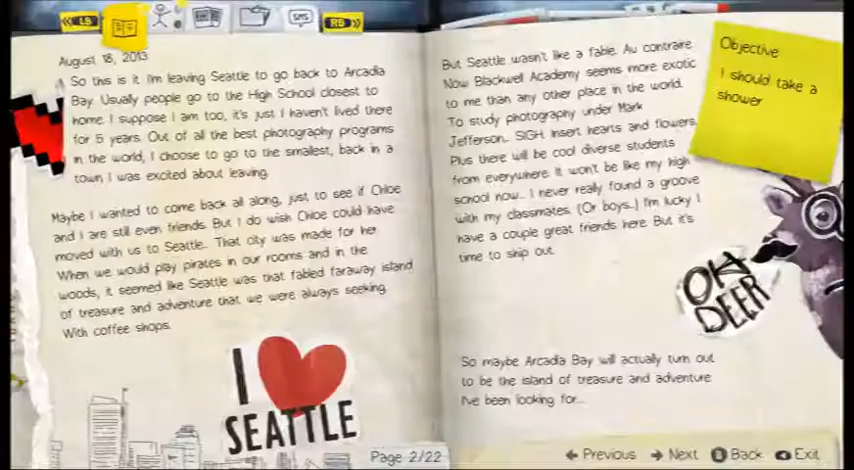 LB
SMS
RB
August 18, 2013
So this is it. I'm leaving Seattle to go back to Arcadia
Bay. Usually people go to the High School closest to
home. I suppose I am too, it's just I haven't lived there
for 5 years. Out of all the best photography programs
in the world, I choose to go to the smallest, back in a
town I was excited about leaving.
Maybe I wanted to come back all along, just to see if Chloe
and I are still even friends. But I do wish Chloe could have
moved with us to Seattle... That city was made for her.
When we would play pirates in our rooms and in the
woods, it seemed like Seattle was that fabled faraway island
of treasure and adventure that we were always seeking.
With coffee shops.
I
SEATTLE
But Seattle wasn't like a fable. Au contraire.
Now Blackwell Academy seems more exotic
to me than any other place in the world.
To study photography under Mark
Jefferson... SIGH insert hearts and flowers.
Plus there will be cool diverse students
from everywhere. It won't be like my high
school now... I never really found a groove
with my classmates. (Or boys...) I'm lucky I
have a couple great friends here. But it's
time to ship out.
So maybe Arcadia Bay will actually turn out
to be the island of treasure and adventure
I've been looking for...
Objective
I should take a
shower
OH
DEER
Page 2/22
Previous
Next
B Back
Exit